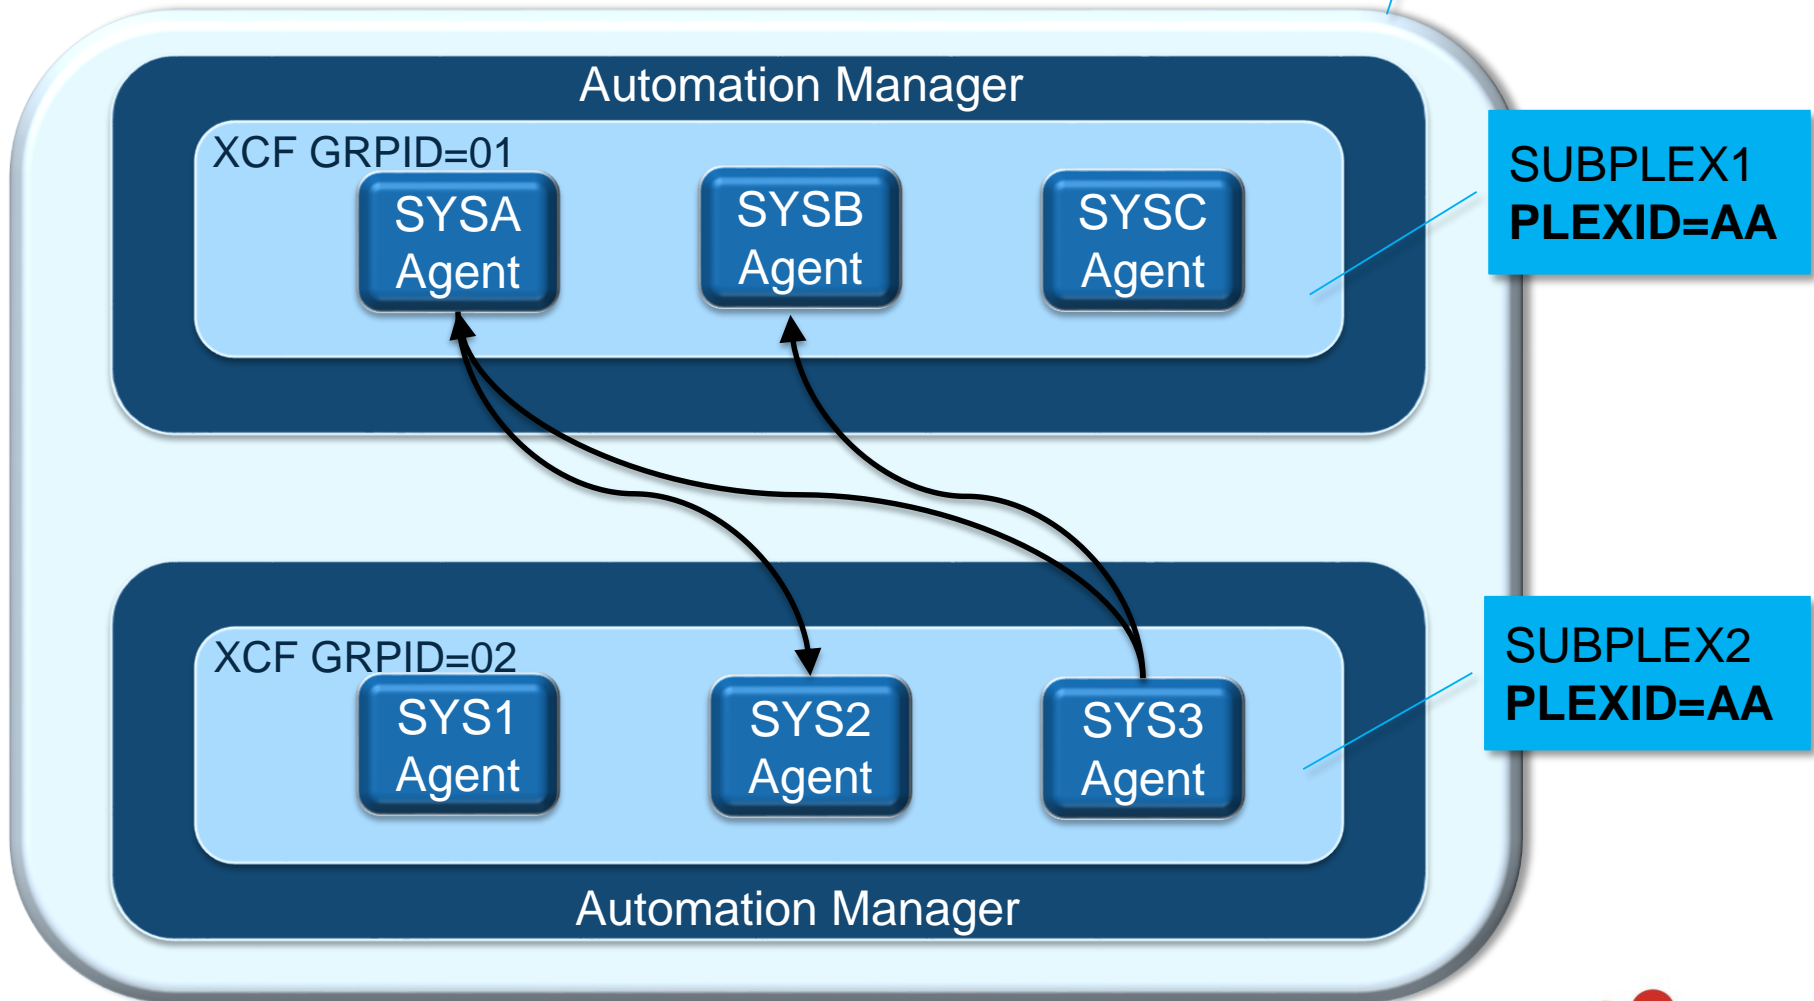 Automation Manager
XCF GRPID=01
SYSA
Agent
SYSB
Agent
SYSC
Agent
SUBPLEX1
PLEXID=AA
XCF GRPID=02
SYS1
Agent
SYS2
Agent
SYS3
Agent
SUBPLEX2
PLEXID=AA
Automation Manager